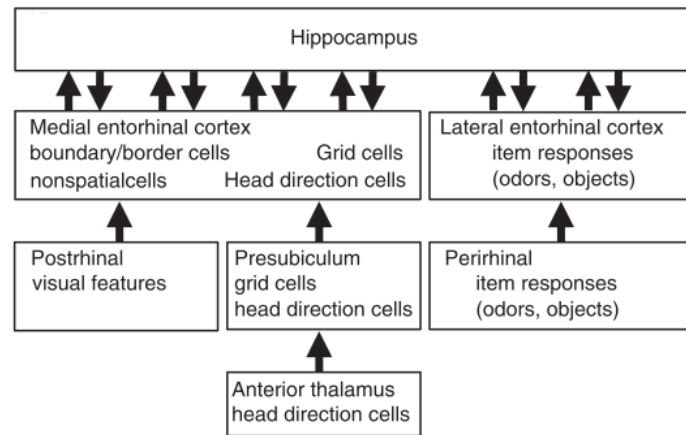 Hippocampus
Medial entorhinal cortex
boundary/border cells Grid cells
nonspatialcells Head direction cells
Lateral entorhinal cortex
item responses
(odors, objects)
Postrhinal
visual features
Presubiculum
grid cells
head direction cells
Perirhinal
item responses
(odors, objects)
Anterior thalamus
head direction cells